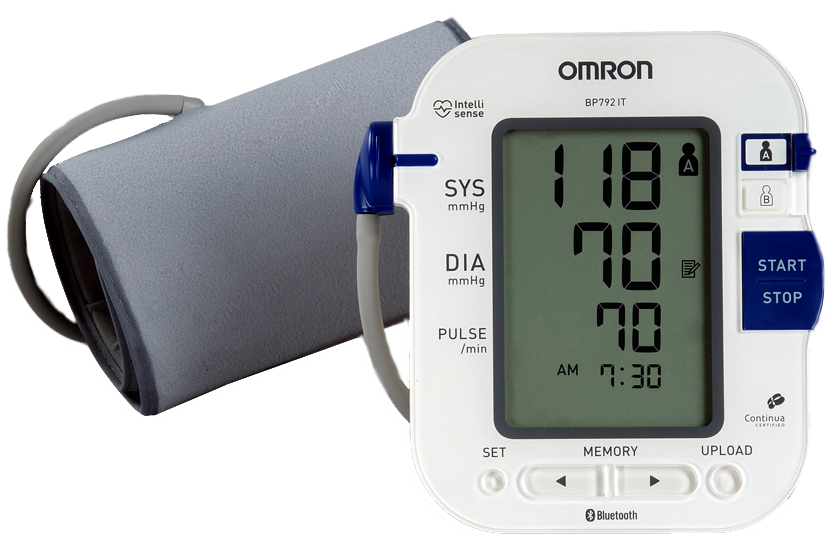 OMRON
Intelli
sense
BP792 IT
SYS
mmHg
118
A
DIA
mmHg
70
PULSE
/min
70
AM 7:30
A
B
START
STOP
Continua
CERTIFIED
SET
MEMORY
UPLOAD
Bluetooth